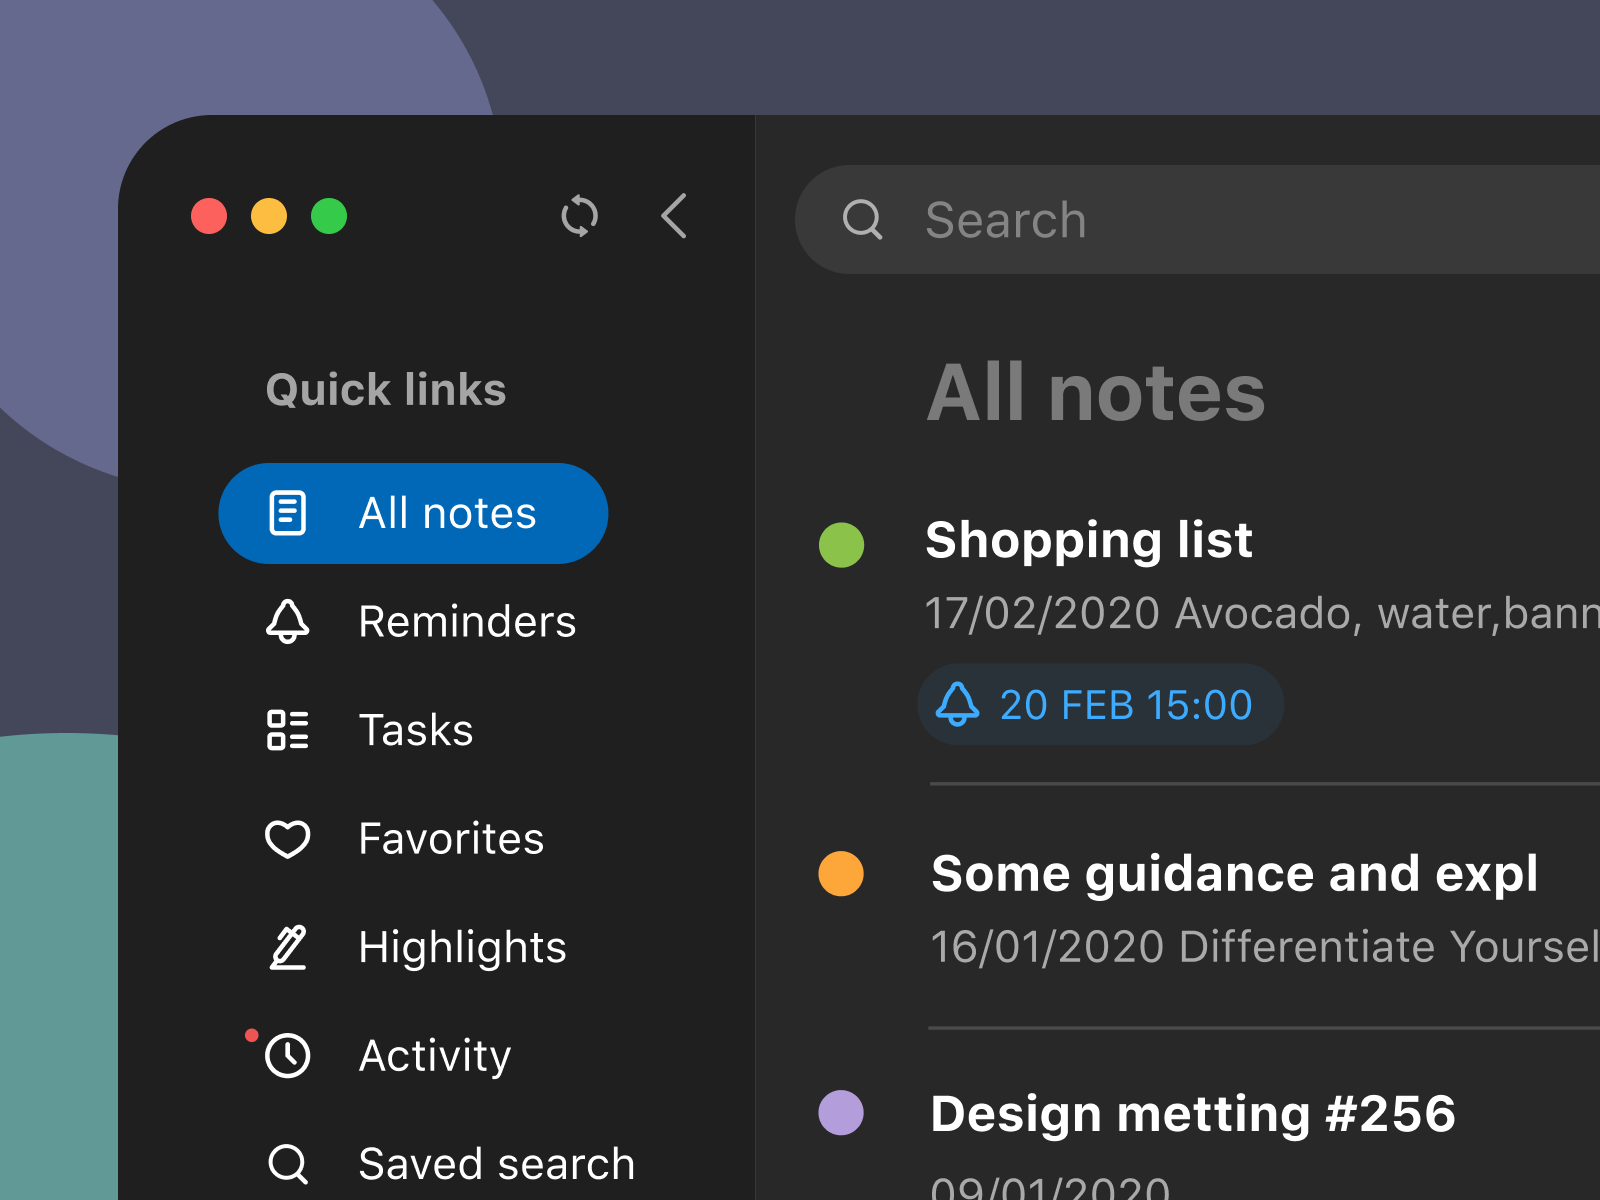 Search
Quick links
All notes
Reminders
Tasks
Favorites
Highlights
Activity
Saved search
All notes
Shopping list
17/02/2020 Avocado, water,bann
20 FEB 15:00
Some guidance and expl
16/01/2020 Differentiate Yoursel
Design metting #256
09/01/2020